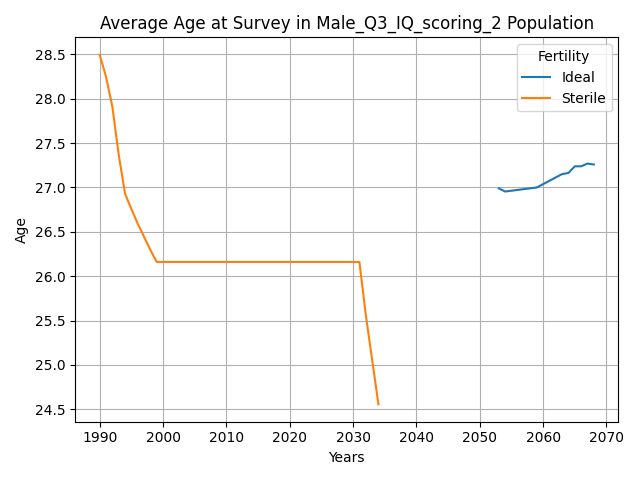 Average Age at Survey in Male_Q3_IQ_scoring_2 Population
Fertility
Ideal
Sterile
28.5
28.0
27.5
27.0
26.5
26.0
25.5
25.0
24.5
Age
1990 2000 2010 2020 2030 2040 2050 2060 2070
Years